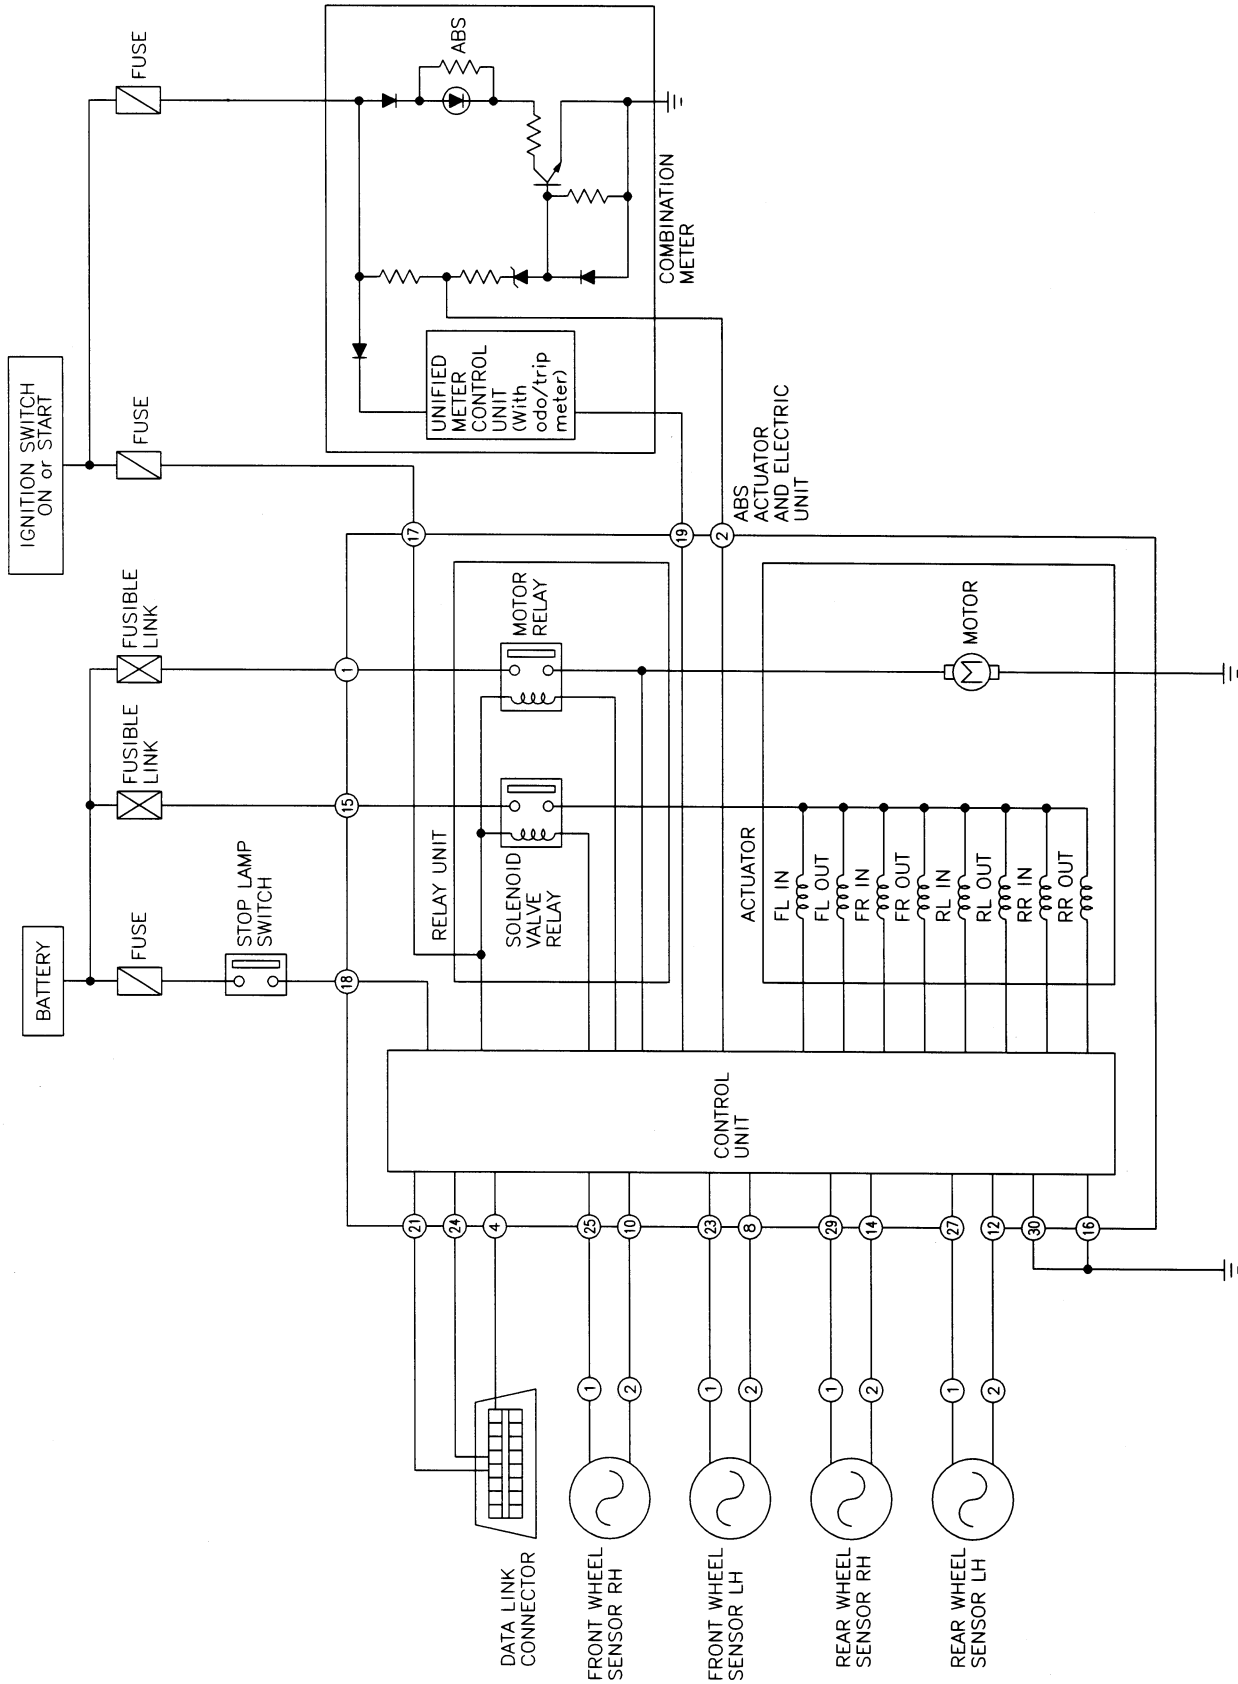 IGNITION SWITCH
ON or START
BATTERY
FUSE
FUSIBLE
LINK
FUSIBLE
LINK
FUSE
FUSE
STOP LAMP
SWITCH
18
15
1
17
19
2
ABS
ACTUATOR
AND ELECTRIC
UNIT
ABS
UNIFIED
METER
CONTROL
UNIT
(With
odo/trip
meter)
COMBINATION
METER
RELAY UNIT
SOLENOID
VALVE
RELAY
MOTOR
RELAY
ACTUATOR
FL IN
FL OUT
FR IN
FR OUT
RL IN
RL OUT
RR IN
RR OUT
M
MOTOR
CONTROL
UNIT
21
24
4
25
10
23
8
29
14
27
12
30
16
1
2
1
2
1
2
1
2
DATA LINK
CONNECTOR
FRONT WHEEL
SENSOR RH
FRONT WHEEL
SENSOR LH
REAR WHEEL
SENSOR RH
REAR WHEEL
SENSOR LH